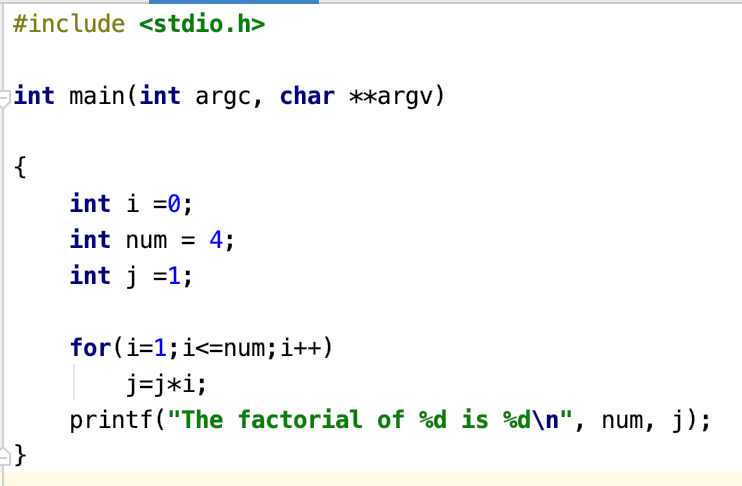 #include <stdio.h>
int main(int argc, char **argv)
{
    int i =0;
    int num = 4;
    int j =1;
    for(i=1;i<=num;i++)
        j=j*i;
    printf("The factorial of %d is %d\n", num, j);
}